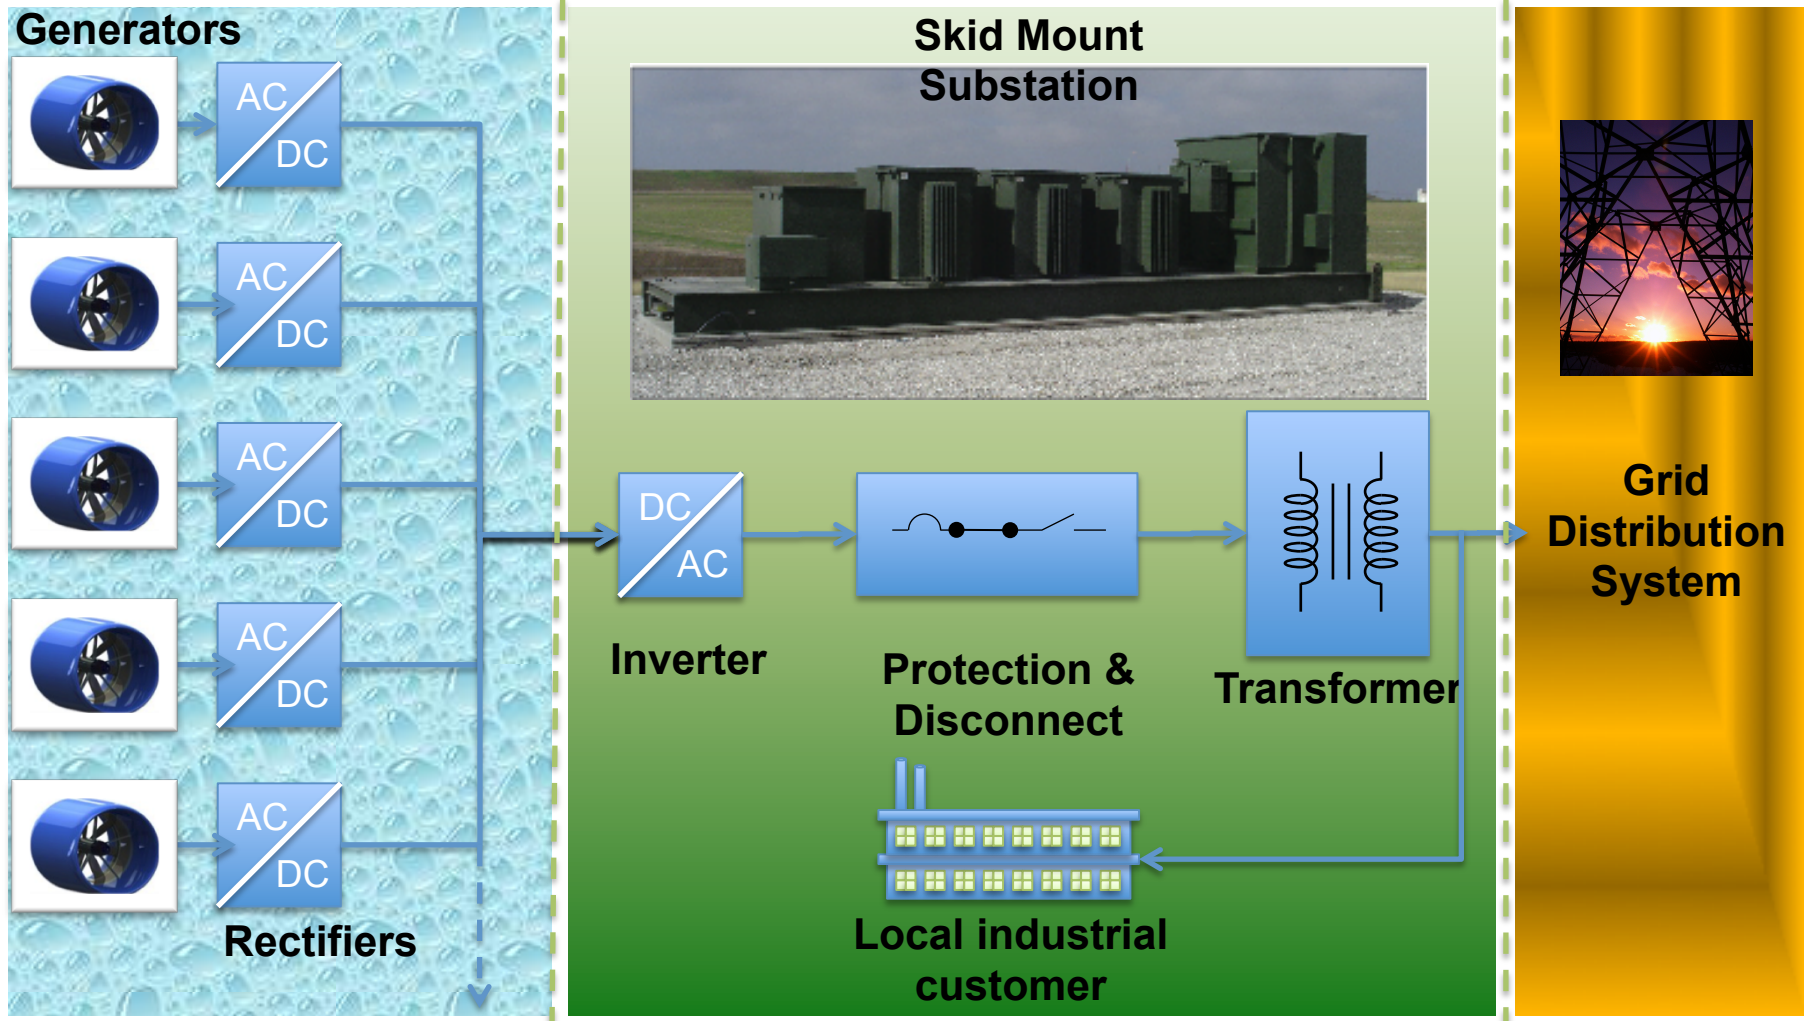 Generators
AC
DC
AC
DC
AC
DC
AC
DC
AC
DC
Rectifiers
Skid Mount
Substation
DC
AC
Inverter
Protection &
Disconnect
Transformer
Local industrial
customer
Grid
Distribution
System